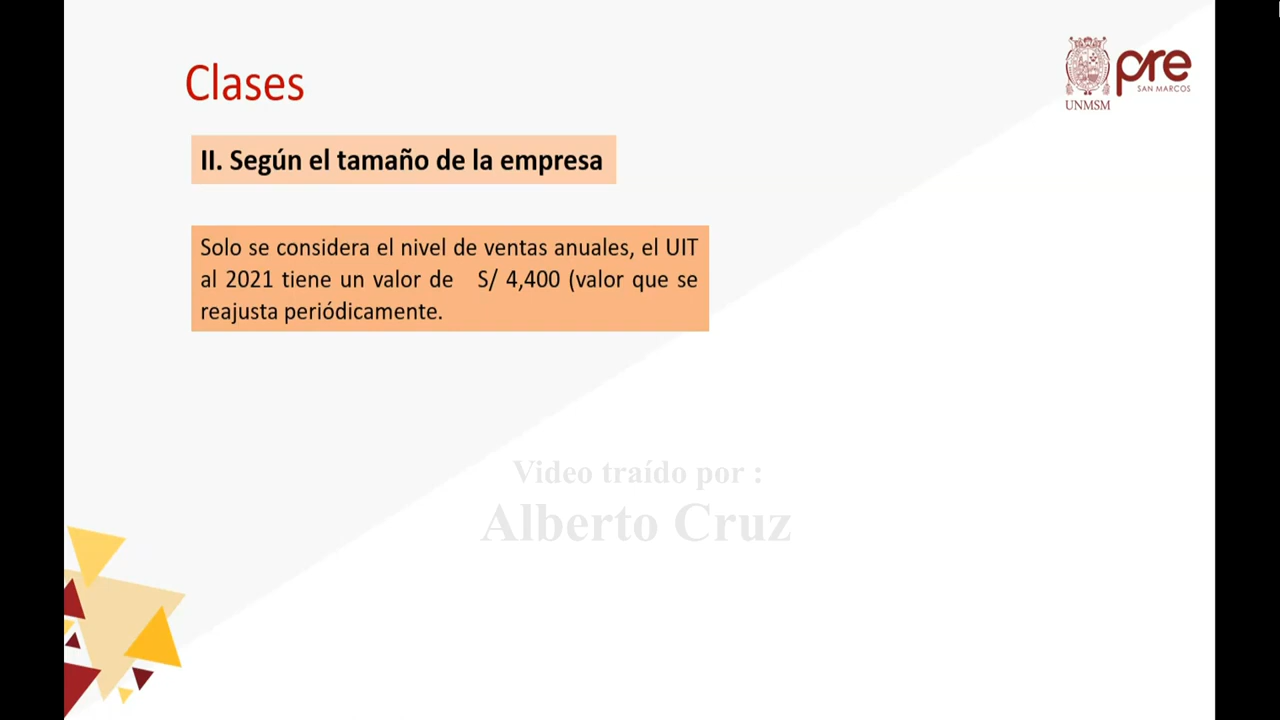 Clases
UNMSM
pre
SAN MARCOS
II. Según el tamaño de la empresa
Solo se considera el nivel de ventas anuales, el UIT
al 2021 tiene un valor de S/ 4,400 (valor que se
reajusta periódicamente.
Video traído por :
Alberto Cruz